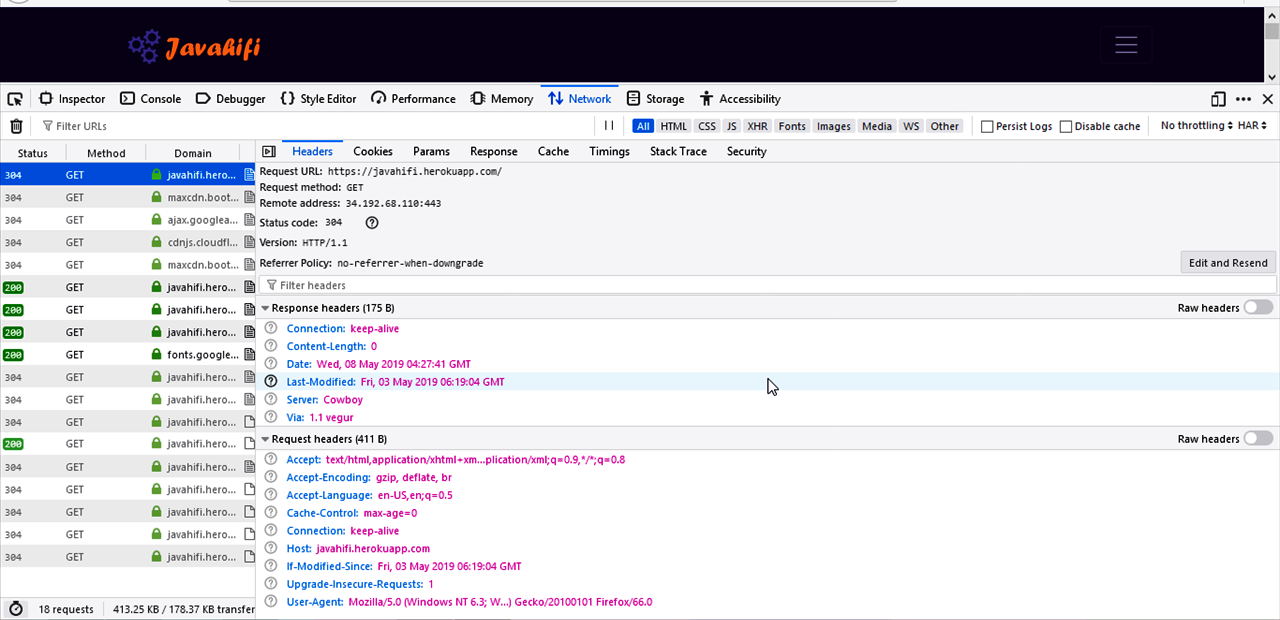 Javahifi
Inspector Console Debugger Style Editor Performance Memory Network Storage Accessibility
Filter URLs All HTML CSS JS XHR Fonts Images Media WS Other Persist Logs Disable cache No throttling HAR
Status Method Domain Headers Cookies Params Response Cache Timings Stack Trace Security
304 GET javahifi.hero...
304 GET maxcdn.boot...
304 GET ajax.googlea...
304 GET cdnjs.cloudfl...
304 GET maxcdn.boot...
200 GET javahifi.hero...
200 GET javahifi.hero...
200 GET javahifi.hero...
200 GET fonts.google...
304 GET javahifi.hero...
304 GET javahifi.hero...
304 GET javahifi.hero...
200 GET javahifi.hero...
304 GET javahifi.hero...
304 GET javahifi.hero...
304 GET javahifi.hero...
304 GET javahifi.hero...
304 GET javahifi.hero...
18 requests 413.25 KB / 178.37 KB transfer
Request URL: https://javahifi.herokuapp.com/
Request method: GET
Remote address: 34.192.68.110:443
Status code: 304 ?
Version: HTTP/1.1
Referrer Policy: no-referrer-when-downgrade Edit and Resend
Filter headers
Response headers (175 B) Raw headers
? Connection: keep-alive
? Content-Length: 0
? Date: Wed, 08 May 2019 04:27:41 GMT
? Last-Modified: Fri, 03 May 2019 06:19:04 GMT
? Server: Cowboy
? Via: 1.1 vegur
Request headers (411 B) Raw headers
? Accept: text/html,application/xhtml+xm...plication/xml;q=0.9,*/*;q=0.8
? Accept-Encoding: gzip, deflate, br
? Accept-Language: en-US,en;q=0.5
? Cache-Control: max-age=0
? Connection: keep-alive
? Host: javahifi.herokuapp.com
? If-Modified-Since: Fri, 03 May 2019 06:19:04 GMT
? Upgrade-Insecure-Requests: 1
? User-Agent: Mozilla/5.0 (Windows NT 6.3; W...) Gecko/20100101 Firefox/66.0